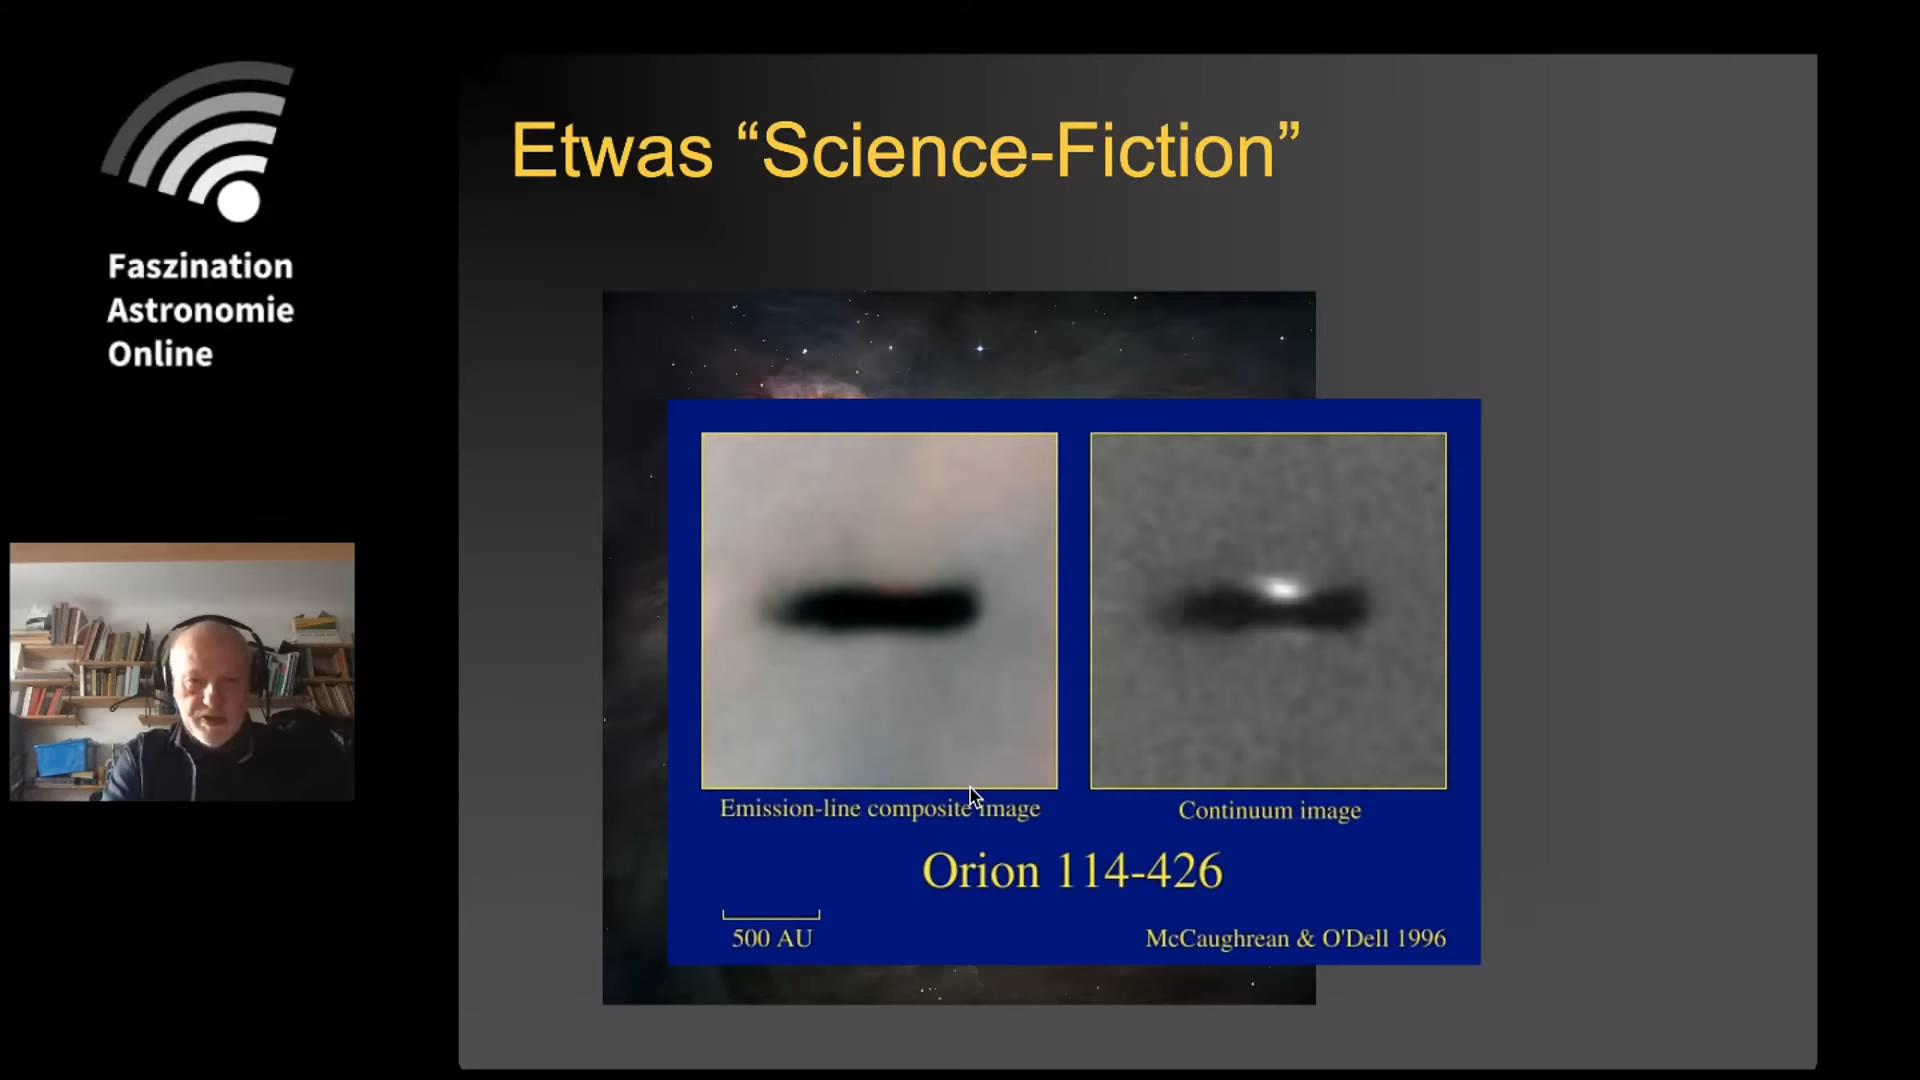 Faszination
Astronomie
Online
Etwas “Science-Fiction”
Emission-line composite image
Continuum image
Orion 114-426
500 AU
McCaughrean & O'Dell 1996